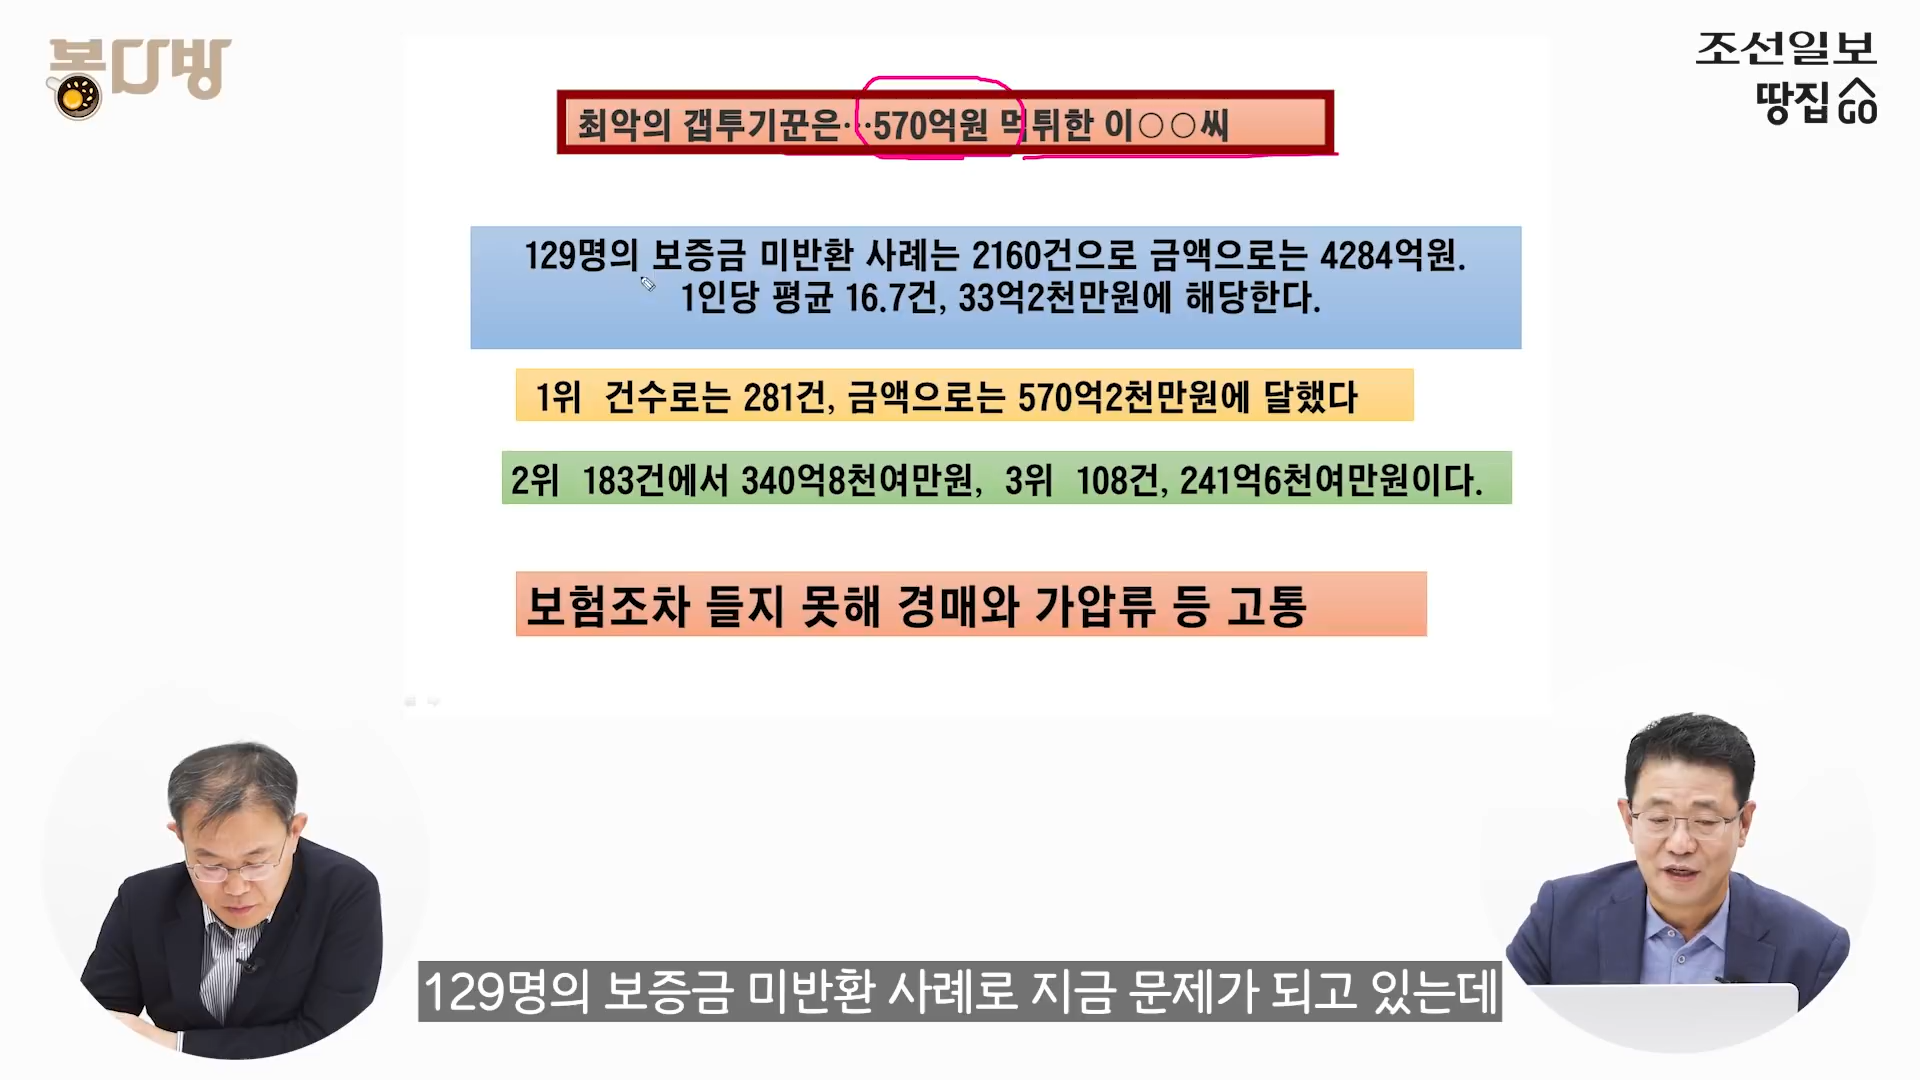 봉다방
조선일보
땅집GO
최악의 갭투기꾼은…570억원 먹튀한 이○○씨
129명의 보증금 미반환 사례는 2160건으로 금액으로는 4284억원.
1인당 평균 16.7건, 33억2천만원에 해당한다.
1위 건수로는 281건, 금액으로는 570억2천만원에 달했다
2위 183건에서 340억8천여만원, 3위 108건, 241억6천여만원이다.
보험조차 들지 못해 경매와 가압류 등 고통
129명의 보증금 미반환 사례로 지금 문제가 되고 있는데